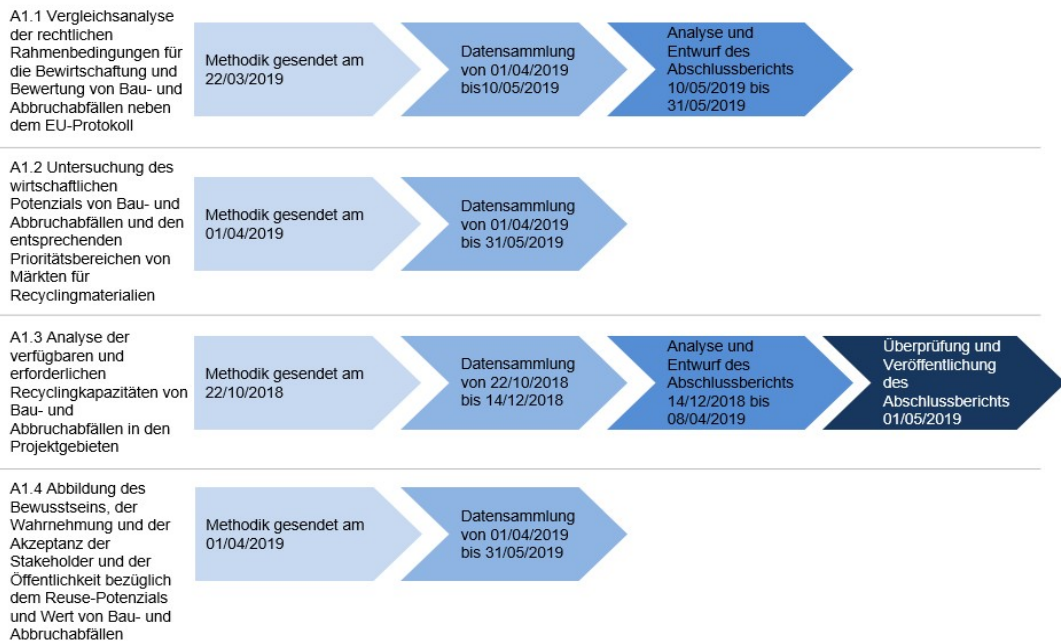 A1.1 Vergleichsanalyse
der rechtlichen
Rahmenbedingungen für
die Bewirtschaftung und
Bewertung von Bau- und
Abbruchabfällen neben
dem EU-Protokoll
Methodik gesendet am
22/03/2019
Datensammlung
von 01/04/2019
bis10/05/2019
Analyse und
Entwurf des
Abschlussberichts
10/05/2019 bis
31/05/2019
A1.2 Untersuchung des
wirtschaftlichen
Potenzials von Bau- und
Abbruchabfällen und den
entsprechenden
Prioritätsbereichen von
Märkten für
Recyclingmaterialien
Methodik gesendet am
01/04/2019
Datensammlung
von 01/04/2019
bis 31/05/2019
A1.3 Analyse der
verfügbaren und
erforderlichen
Recyclingkapazitäten von
Bau- und
Abbruchabfällen in den
Projektgebieten
Methodik gesendet am
22/10/2018
Datensammlung
von 22/10/2018
bis 14/12/2018
Analyse und
Entwurf des
Abschlussberichts
14/12/2018 bis
08/04/2019
Überprüfung und
Veröffentlichung
des
Abschlussberichts
01/05/2019
A1.4 Abbildung des
Bewusstseins, der
Wahrnehmung und der
Akzeptanz der
Stakeholder und der
Öffentlichkeit bezüglich
dem Reuse-Potenzials
und Wert von Bau- und
Abbruchabfällen
Methodik gesendet am
01/04/2019
Datensammlung
von 01/04/2019
bis 31/05/2019